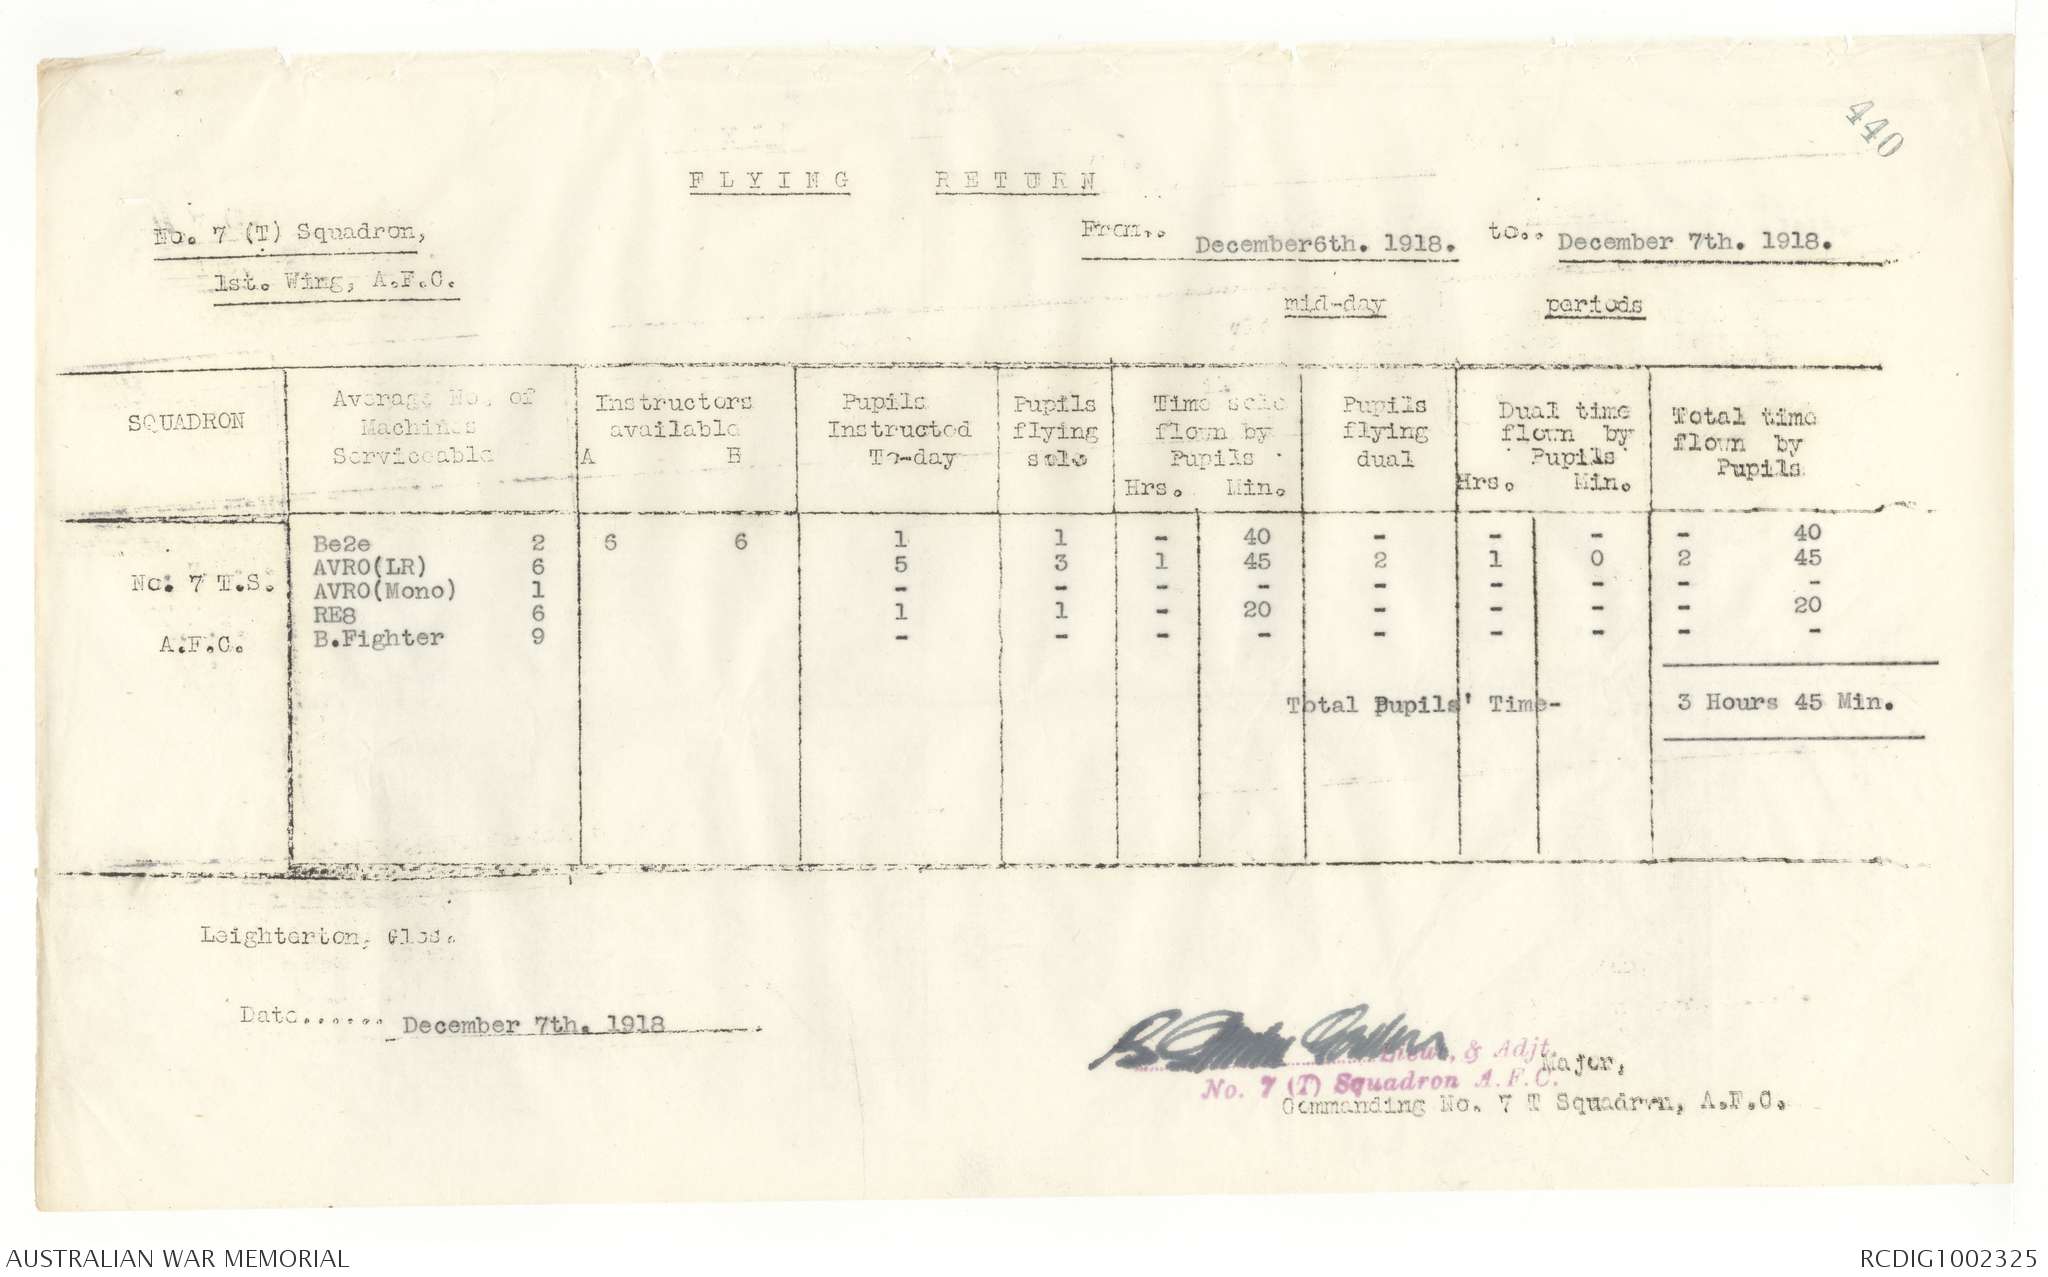 440
FLYING RETURN
No. 7 (T) Squadron,
1st. Wing, A.F.C.
From.. December6th. 1918. to.. December 7th. 1918.
mid-day periods
SQUADRON
Average No. of Machines Serviceable
Instructors available A B
Pupils Instructed To-day
Pupils flying solo
Time solo flown by Pupils Hrs. Min.
Pupils flying dual
Dual time flown by Pupils Hrs. Min.
Total time flown by Pupils
No. 7 T.S.
A.F.C.
Be2e 2 6 6 1 1 - 40 - - - - 40
AVRO(LR) 6 5 3 1 45 2 1 0 2 45
AVRO(Mono) 1 - - - - - - - - -
RE8 6 1 1 - 20 - - - - 20
B.Fighter 9 - - - - - - - - -
Total Pupils' Time- 3 Hours 45 Min.
Leighterton, Glos.
Date...... December 7th. 1918
Lieut. & Adjt.
Major,
No. 7 (T) Squadron A.F.C.
Commanding No. 7 T Squadron, A.F.C.
AUSTRALIAN WAR MEMORIAL
RCDIG1002325